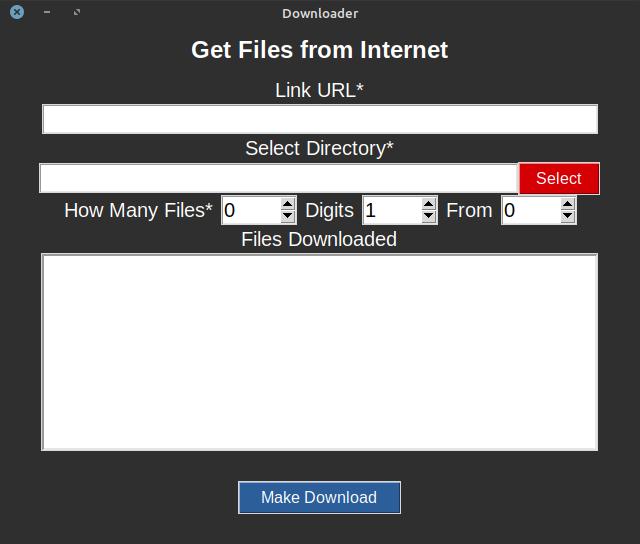 Downloader
Get Files from Internet
Link URL*
Select Directory*
Select
How Many Files* 0 Digits 1 From 0
Files Downloaded
Make Download